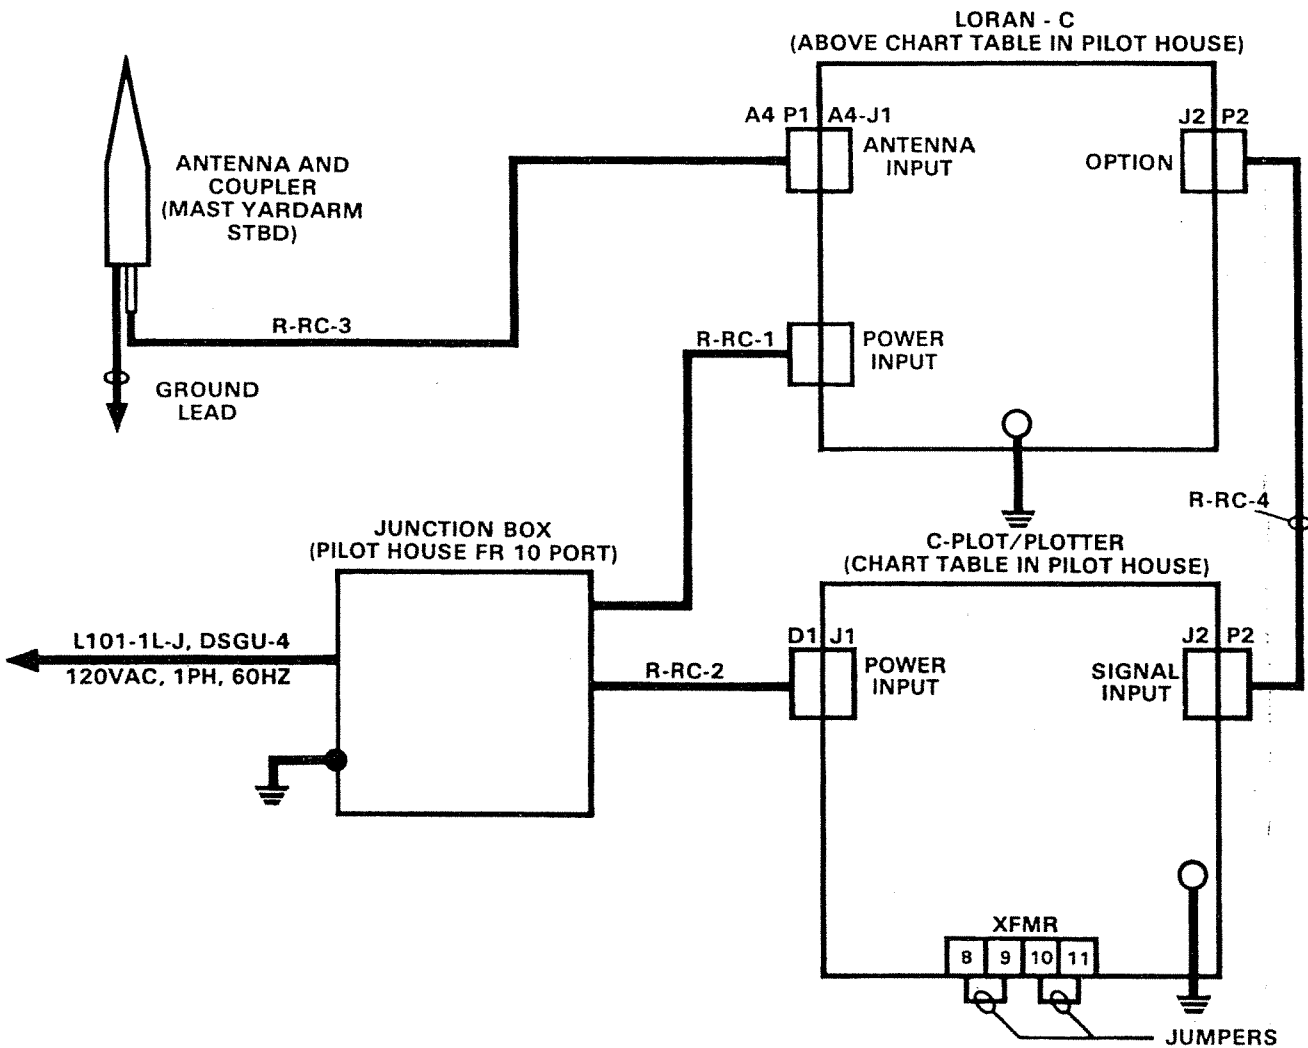 LORAN - C
(ABOVE CHART TABLE IN PILOT HOUSE)
A4 P1 A4-J1
J2 P2
ANTENNA
INPUT
OPTION
ANTENNA AND
COUPLER
(MAST YARDARM
STBD)
R-RC-3
R-RC-1
POWER
INPUT
GROUND
LEAD
R-RC-4
JUNCTION BOX
(PILOT HOUSE FR 10 PORT)
C-PLOT/PLOTTER
(CHART TABLE IN PILOT HOUSE)
L101-1L-J, DSGU-4
120VAC, 1PH, 60HZ
R-RC-2
D1 J1
POWER
INPUT
J2 P2
SIGNAL
INPUT
XFMR
8 9 10 11
JUMPERS